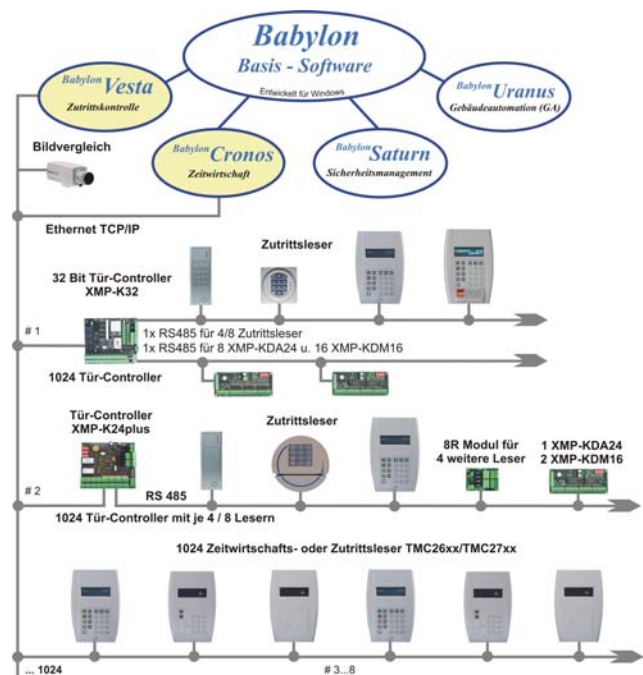 Babylon
Basis - Software
Entwickelt für Windows
Babylon Vesta
Zutrittskontrolle
Babylon Uranus
Gebäudeautomation (GA)
Bildvergleich
Babylon Cronos
Zeitwirtschaft
Babylon Saturn
Sicherheitsmanagement
Ethernet TCP/IP
Zutrittsleser
32 Bit Tür-Controller
XMP-K32
# 1
1x RS485 für 4/8 Zutrittsleser
1x RS485 für 8 XMP-KDA24 u. 16 XMP-KDM16
1024 Tür-Controller
Tür-Controller
XMP-K24plus
Zutrittsleser
8R Modul für
4 weitere Leser
1 XMP-KDA24
2 XMP-KDM16
# 2
RS 485
1024 Tür-Controller mit je 4 / 8 Lesern
1024 Zeitwirtschafts- oder Zutrittsleser TMC26xx/TMC27xx
... 1024
# 3...8